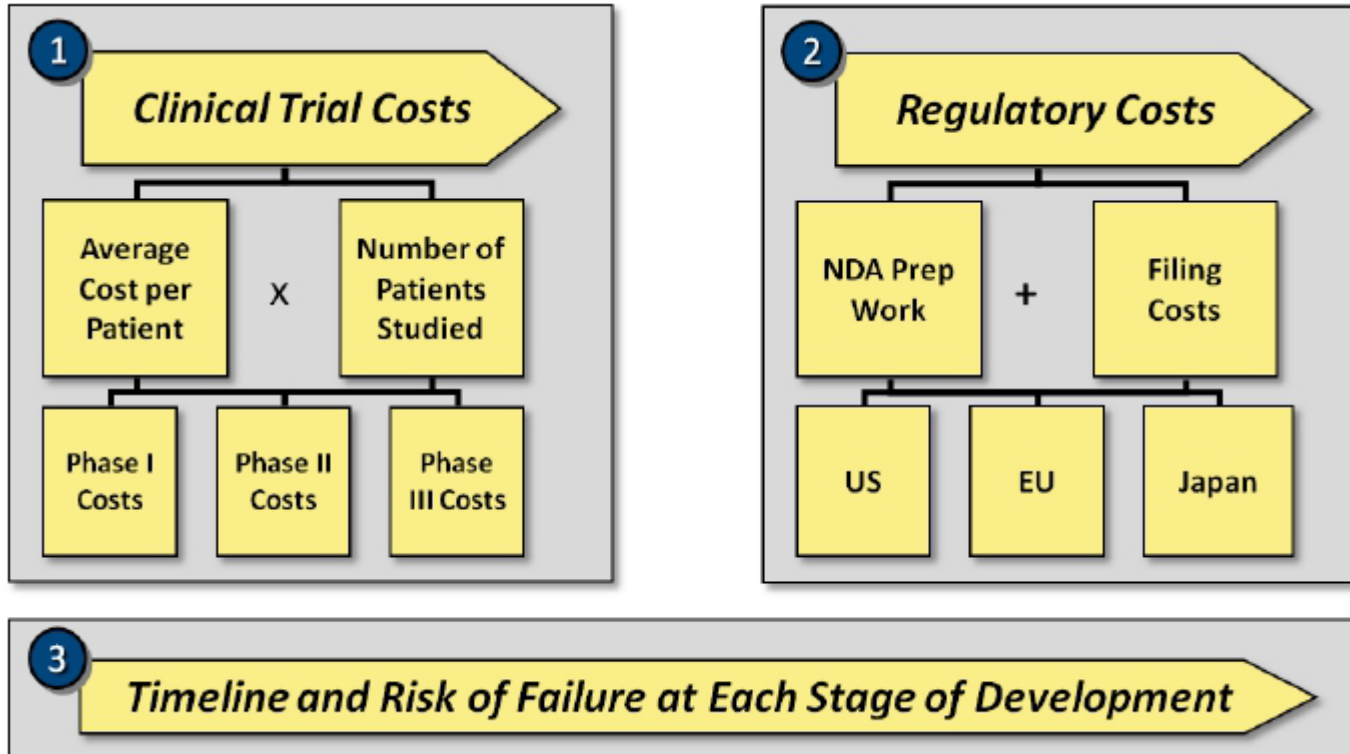 1
Clinical Trial Costs
Average
Cost per
Patient
X
Number of
Patients
Studied
Phase I
Costs
Phase II
Costs
Phase
III Costs
2
Regulatory Costs
NDA Prep
Work
+
Filing
Costs
US
EU
Japan
3
Timeline and Risk of Failure at Each Stage of Development